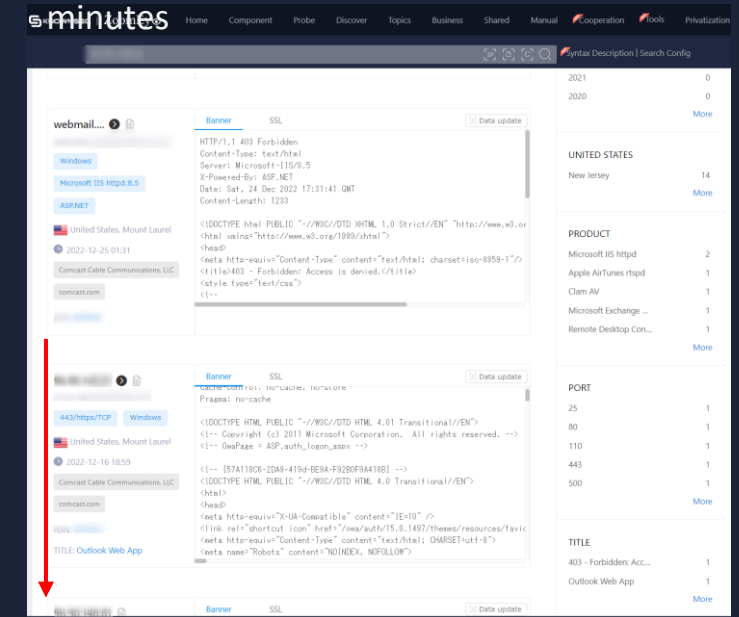 minutes
Home Component Probe Discover Topics Business Shared Manual Cooperation Tools Privatization
Syntax Description | Search Config
2021 0
2020 0
More
webmail....
Windows
Microsoft IIS httpd:8.5
ASP.NET
United States, Mount Laurel
2022-12-25 01:31
Comcast Cable Communications, LLC
comcast.com
Banner SSL Data update
HTTP/1.1 403 Forbidden
Content-Type: text/html
Server: Microsoft-IIS/8.5
X-Powered-By: ASP.NET
Date: Sat, 24 Dec 2022 17:31:41 GMT
Content-Length: 1233
<!DOCTYPE html PUBLIC "-//W3C//DTD XHTML 1.0 Strict//EN" "http://www.w3.or
<html xmlns="http://www.w3.org/1999/xhtml">
<head>
<meta http-equiv="Content-Type" content="text/html; charset=iso-8859-1"/>
<title>403 - Forbidden: Access is denied.</title>
<style type="text/css">
<!--
UNITED STATES
New Jersey 14
More
PRODUCT
Microsoft IIS httpd 2
Apple AirTunes rtspd 1
Clam AV 1
Microsoft Exchange ... 1
Remote Desktop Con... 1
More
443/https/TCP Windows
United States, Mount Laurel
2022-12-16 18:59
Comcast Cable Communications, LLC
comcast.com
TITLE: Outlook Web App
Banner SSL Data update
Cache-Control: no-cache, no-store
Pragma: no-cache
<!DOCTYPE HTML PUBLIC "-//W3C//DTD HTML 4.01 Transitional//EN">
<!-- Copyright (c) 2011 Microsoft Corporation. All rights reserved. -->
<!-- OwaPage = ASP.auth_logon_aspx -->
<!-- {57A118C6-2DA9-419d-BE9A-F92B0F9A418B} -->
<!DOCTYPE HTML PUBLIC "-//W3C//DTD HTML 4.0 Transitional//EN">
<html>
<head>
<meta http-equiv="X-UA-Compatible" content="IE=10" />
<link rel="shortcut icon" href="/owa/auth/15.0.1497/themes/resources/favic
<meta http-equiv="Content-Type" content="text/html; CHARSET=utf-8">
<meta name="Robots" content="NOINDEX, NOFOLLOW">
PORT
25 1
80 1
110 1
443 1
500 1
More
TITLE
403 - Forbidden: Acc... 1
Outlook Web App 1
More
Banner SSL Data update